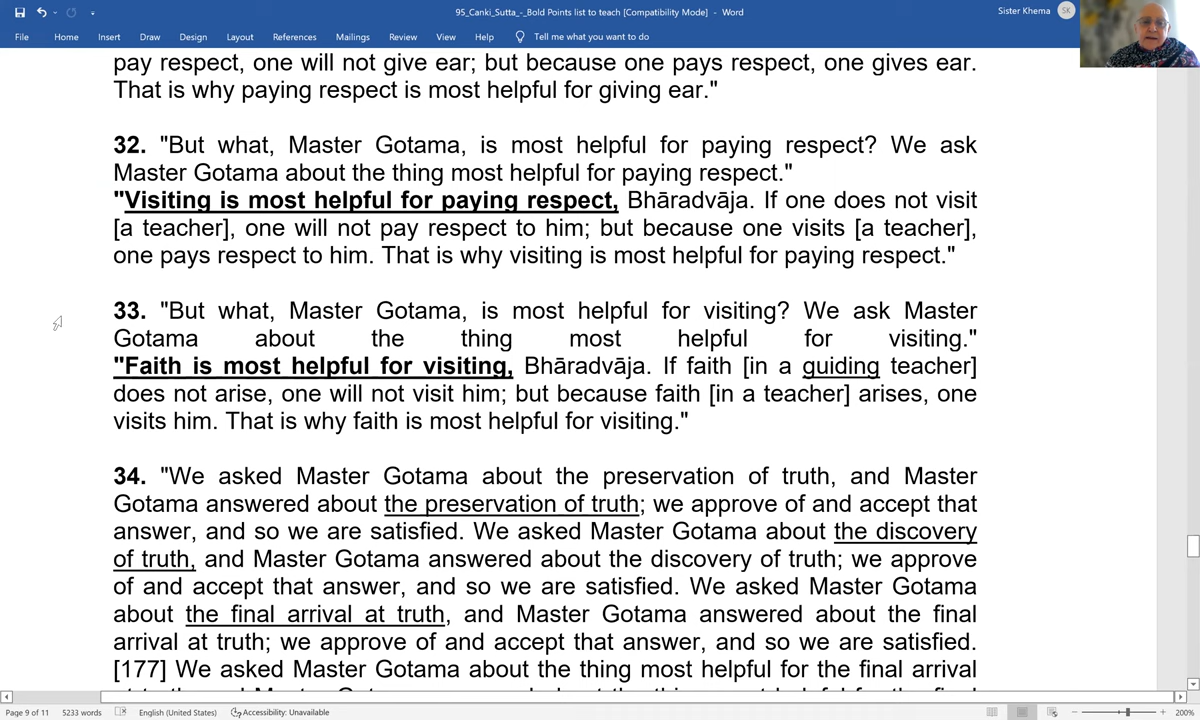 95_Canki_Sutta_-_Bold Points list to teach [Compatibility Mode] - Word
Sister Khema
SK
File Home Insert Draw Design Layout References Mailings Review View Help Tell me what you want to do
pay respect, one will not give ear; but because one pays respect, one gives ear.
That is why paying respect is most helpful for giving ear."
32. "But what, Master Gotama, is most helpful for paying respect? We ask
Master Gotama about the thing most helpful for paying respect."
"Visiting is most helpful for paying respect, Bhāradvāja. If one does not visit
[a teacher], one will not pay respect to him; but because one visits [a teacher],
one pays respect to him. That is why visiting is most helpful for paying respect."
33. "But what, Master Gotama, is most helpful for visiting? We ask Master
Gotama about the thing most helpful for visiting."
"Faith is most helpful for visiting, Bhāradvāja. If faith [in a guiding teacher]
does not arise, one will not visit him; but because faith [in a teacher] arises, one
visits him. That is why faith is most helpful for visiting."
34. "We asked Master Gotama about the preservation of truth, and Master
Gotama answered about the preservation of truth; we approve of and accept that
answer, and so we are satisfied. We asked Master Gotama about the discovery
of truth, and Master Gotama answered about the discovery of truth; we approve
of and accept that answer, and so we are satisfied. We asked Master Gotama
about the final arrival at truth, and Master Gotama answered about the final
arrival at truth; we approve of and accept that answer, and so we are satisfied.
[177] We asked Master Gotama about the thing most helpful for the final arrival
Page 9 of 11 5233 words English (United States) Accessibility: Unavailable 200%